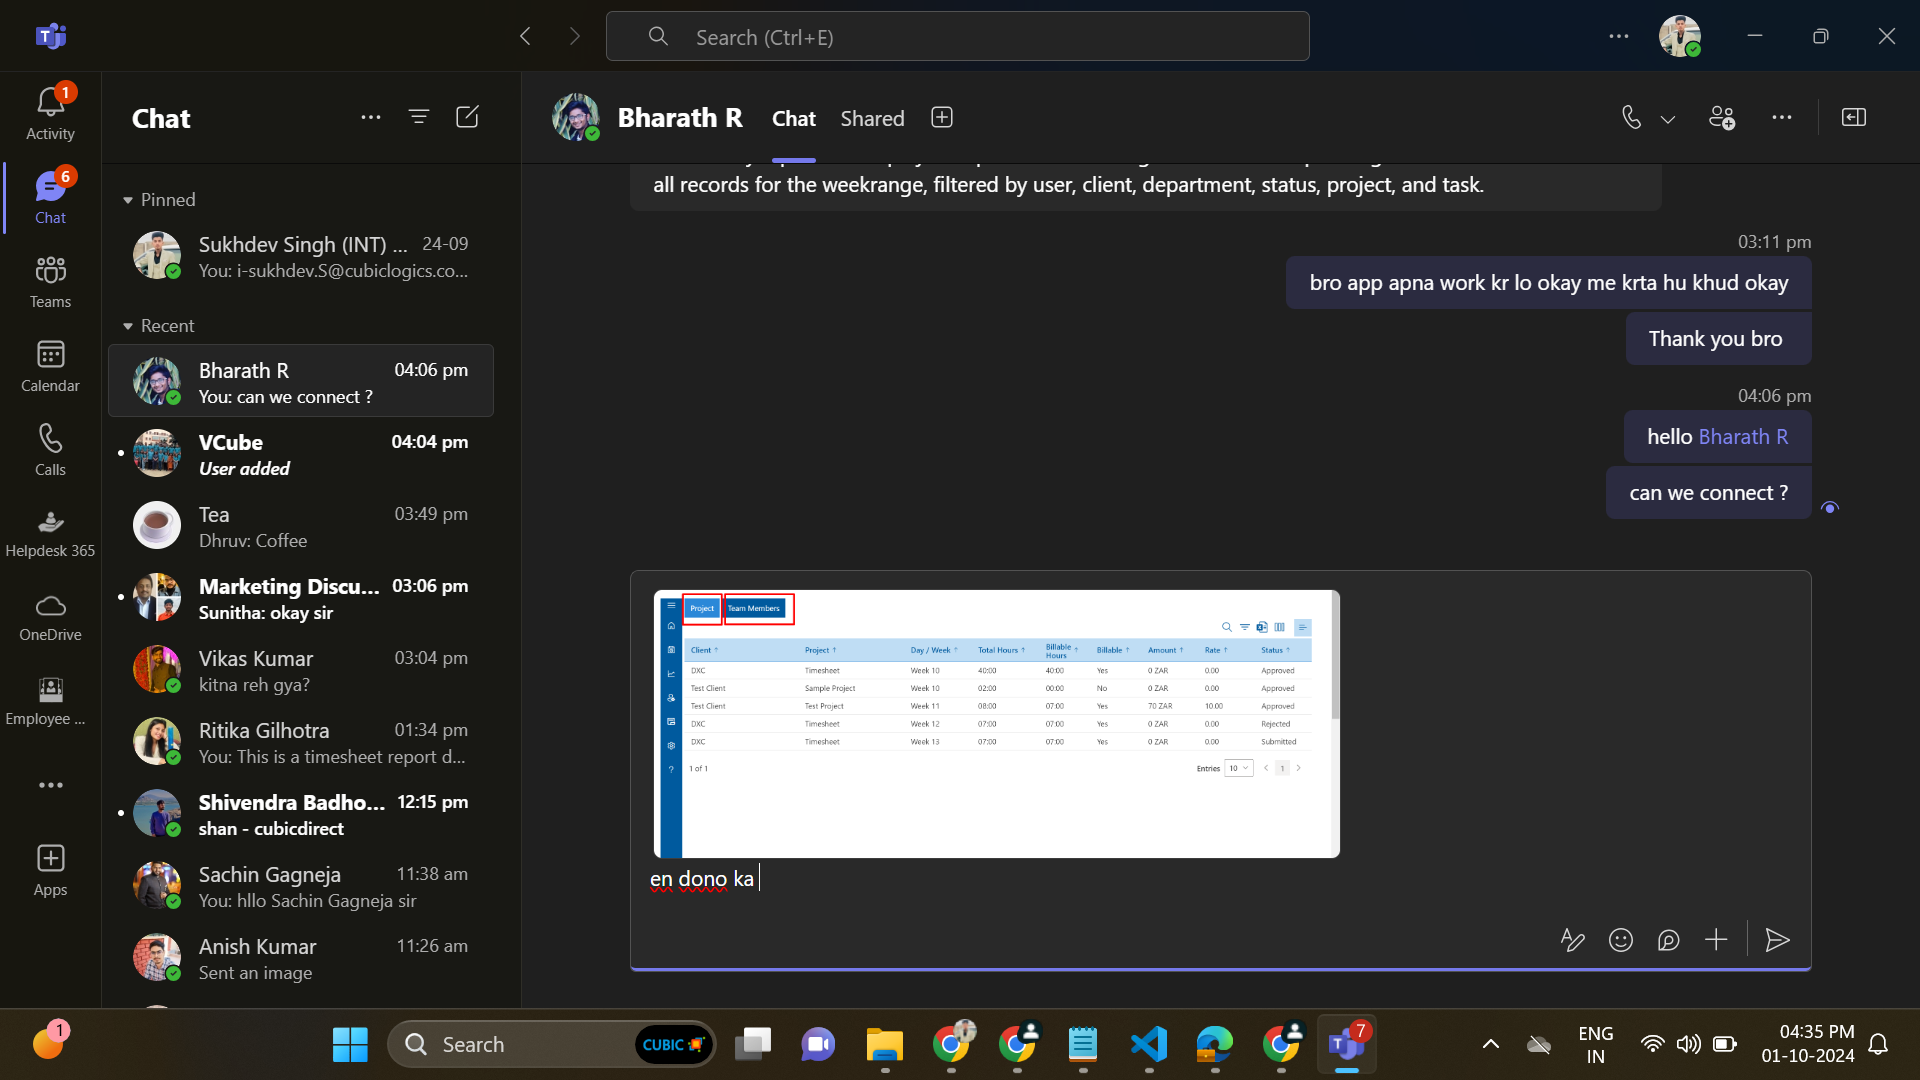 Search (Ctrl+E)
1
Activity
6
Chat
Teams
Calendar
Calls
Helpdesk 365
OneDrive
Employee ...
Apps
Chat
Pinned
Sukhdev Singh (INT) ... 24-09
You: i-sukhdev.S@cubiclogics.co...
Recent
Bharath R 04:06 pm
You: can we connect ?
VCube 04:04 pm
User added
Tea 03:49 pm
Dhruv: Coffee
Marketing Discu... 03:06 pm
Sunitha: okay sir
Vikas Kumar 03:04 pm
kitna reh gya?
Ritika Gilhotra 01:34 pm
You: This is a timesheet report d...
Shivendra Badho... 12:15 pm
shan - cubicdirect
Sachin Gagneja 11:38 am
You: hllo Sachin Gagneja sir
Anish Kumar 11:26 am
Sent an image
Bharath R Chat Shared
all records for the weekrange, filtered by user, client, department, status, project, and task.
03:11 pm
bro app apna work kr lo okay me krta hu khud okay
Thank you bro
04:06 pm
hello Bharath R
can we connect ?
Project Team Members
Client Project Day / Week Total Hours Billable Hours Billable Amount Rate Status
DXC Timesheet Week 10 40:00 40:00 Yes 0 ZAR 0.00 Approved
Test Client Sample Project Week 10 02:00 00:00 No 0 ZAR 0.00 Approved
Test Client Test Project Week 11 08:00 07:00 Yes 70 ZAR 10.00 Approved
DXC Timesheet Week 12 07:00 07:00 Yes 0 ZAR 0.00 Rejected
DXC Timesheet Week 13 07:00 07:00 Yes 0 ZAR 0.00 Submitted
1 of 1 Entries 10 1
en dono ka
1
Search CUBIC
7
ENG
IN
04:35 PM
01-10-2024